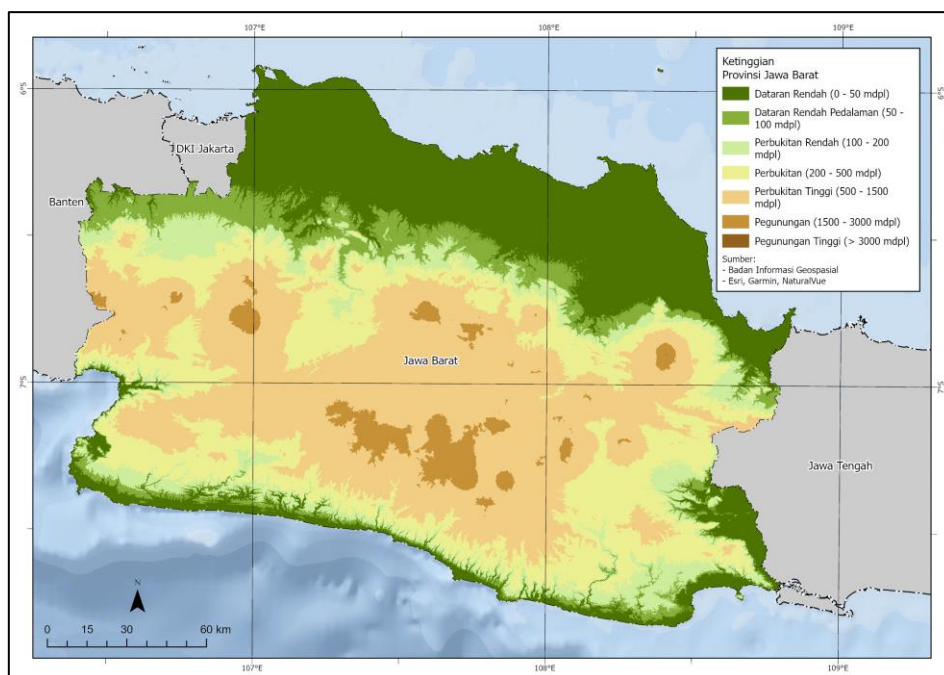 107°E
108°E
109°E
6°S
6°S
Ketinggian
Provinsi Jawa Barat
Dataran Rendah (0 - 50 mdpl)
Dataran Rendah Pedalaman (50 -
100 mdpl)
Perbukitan Rendah (100 - 200
mdpl)
Perbukitan (200 - 500 mdpl)
Perbukitan Tinggi (500 - 1500
mdpl)
Pegunungan (1500 - 3000 mdpl)
Pegunungan Tinggi (> 3000 mdpl)
Sumber:
- Badan Informasi Geospasial
- Esri, Garmin, NaturalVue
DKI Jakarta
Banten
Jawa Barat
7°S
7°S
Jawa Tengah
N
0 15 30 60 km
107°E
108°E
109°E